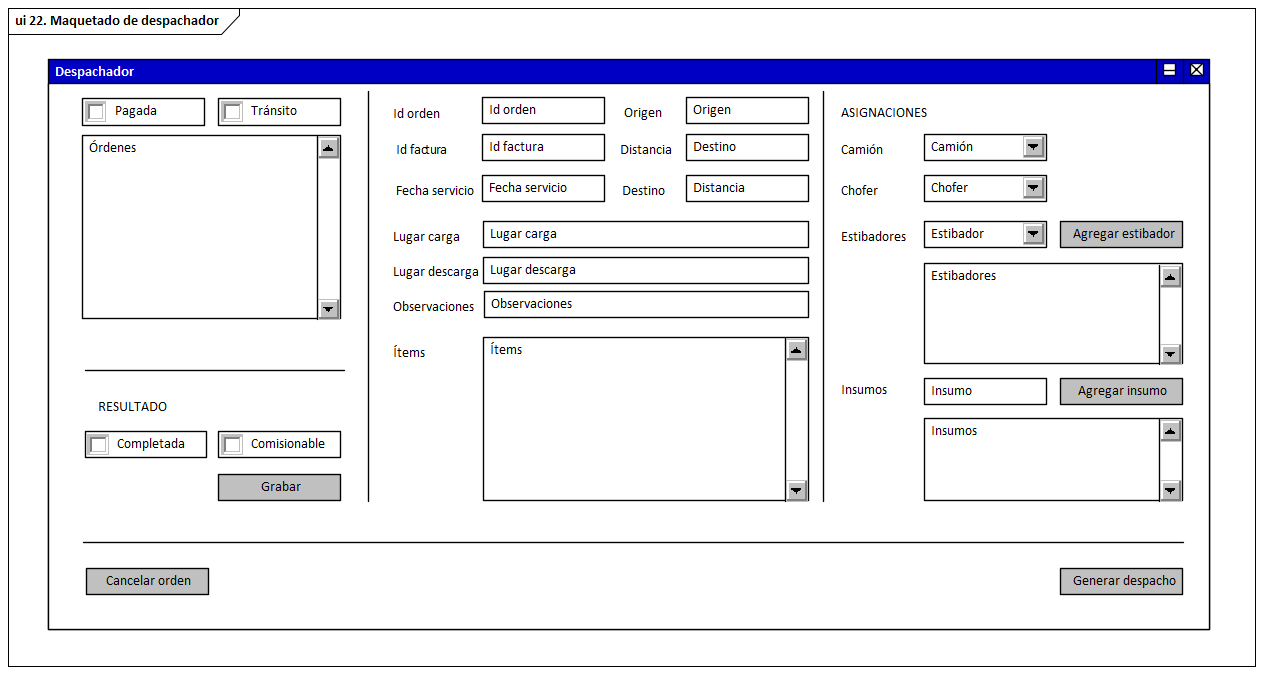 ui 22. Maquetado de despachador
Despachador
Pagada
Tránsito
Órdenes
RESULTADO
Completada
Comisionable
Grabar
Id orden
Id orden
Origen
Origen
Id factura
Id factura
Distancia
Destino
Fecha servicio
Fecha servicio
Destino
Distancia
Lugar carga
Lugar carga
Lugar descarga
Lugar descarga
Observaciones
Observaciones
Ítems
Ítems
ASIGNACIONES
Camión
Camión
Chofer
Chofer
Estibadores
Estibador
Agregar estibador
Estibadores
Insumos
Insumo
Agregar insumo
Insumos
Cancelar orden
Generar despacho